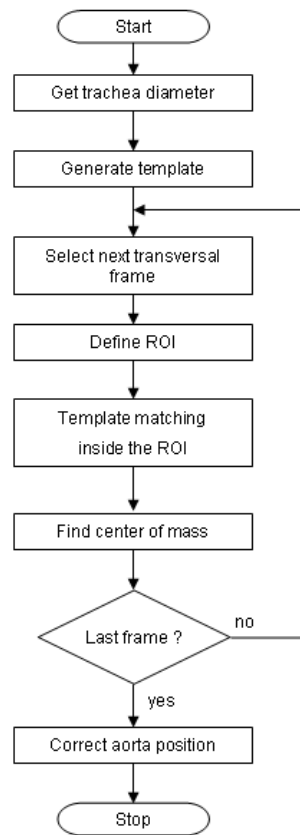 Start
Get trachea diameter
Generate template
Select next transversal
frame
Define ROI
Template matching
inside the ROI
Find center of mass
Last frame ?
no
yes
Correct aorta position
Stop